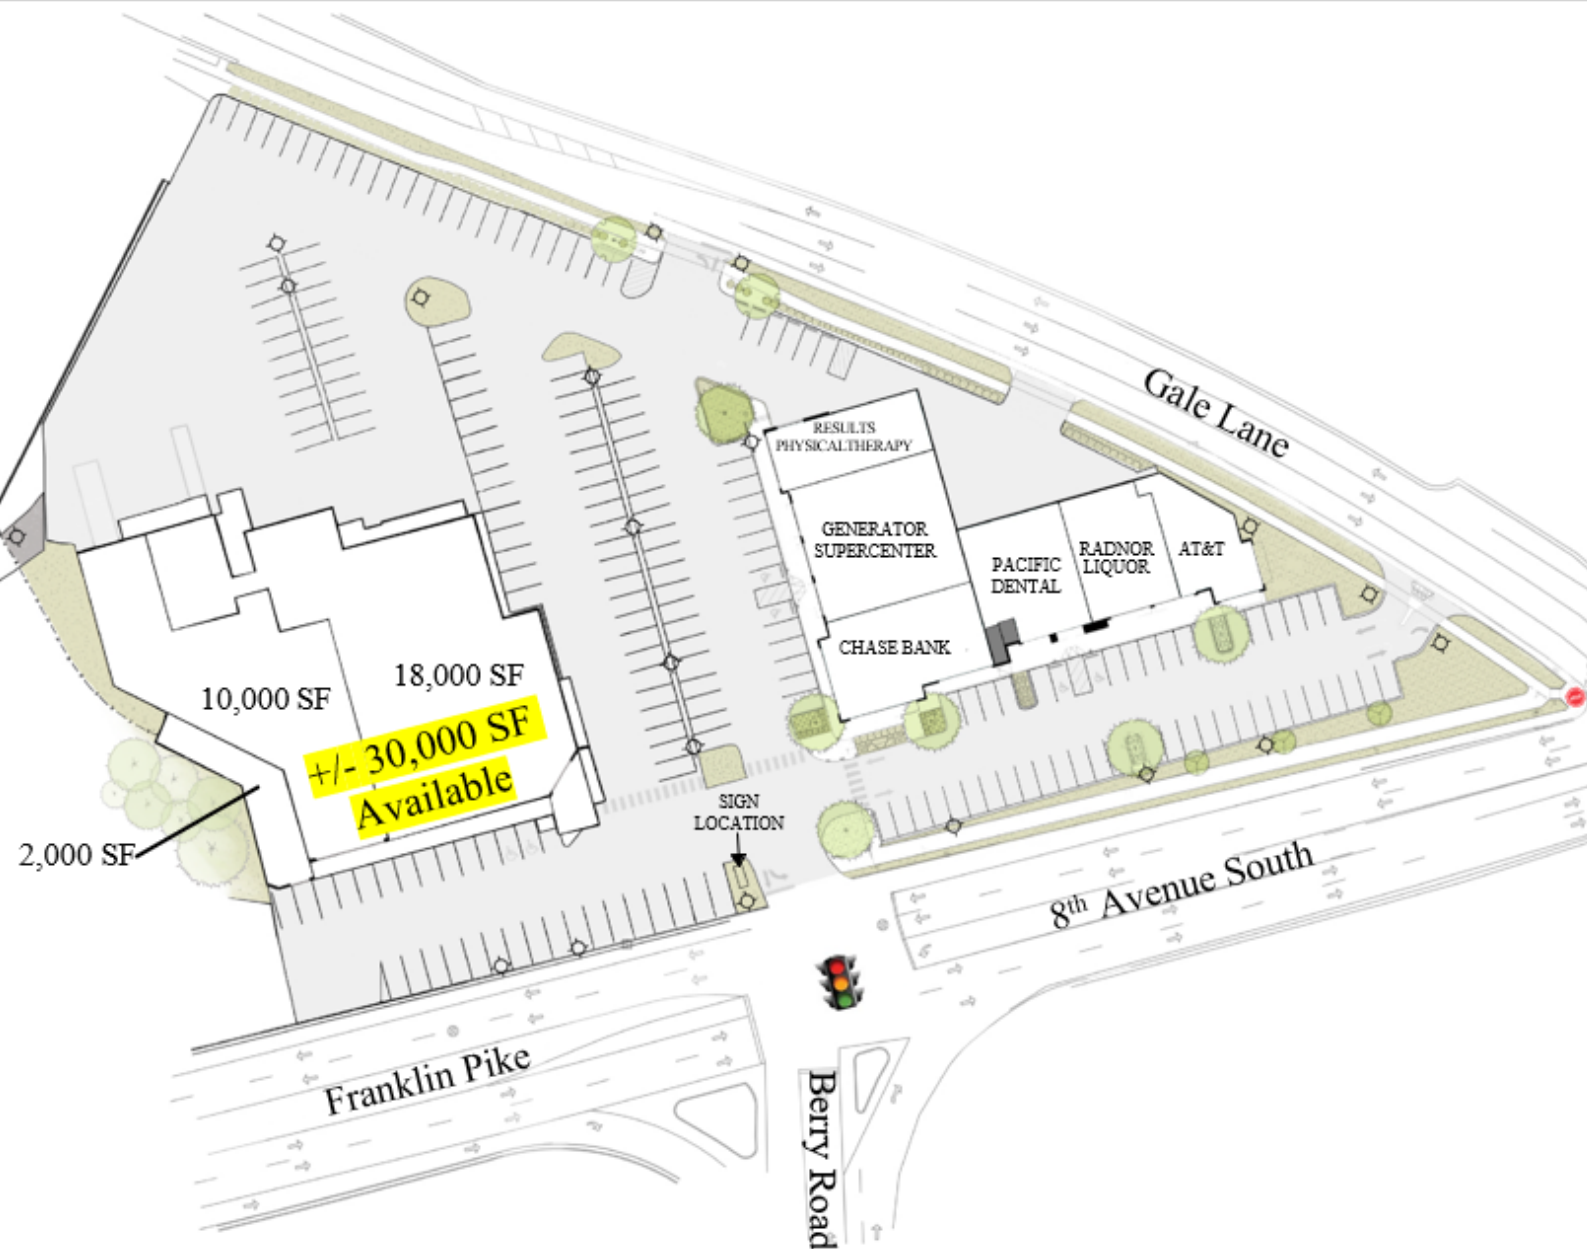 Gale Lane
RESULTS
PHYSICALTHERAPY
GENERATOR
SUPERCENTER
PACIFIC
DENTAL
RADNOR
LIQUOR
AT&T
CHASE BANK
10,000 SF
18,000 SF
+/- 30,000 SF
Available
2,000 SF
SIGN
LOCATION
8th Avenue South
Franklin Pike
Berry Road